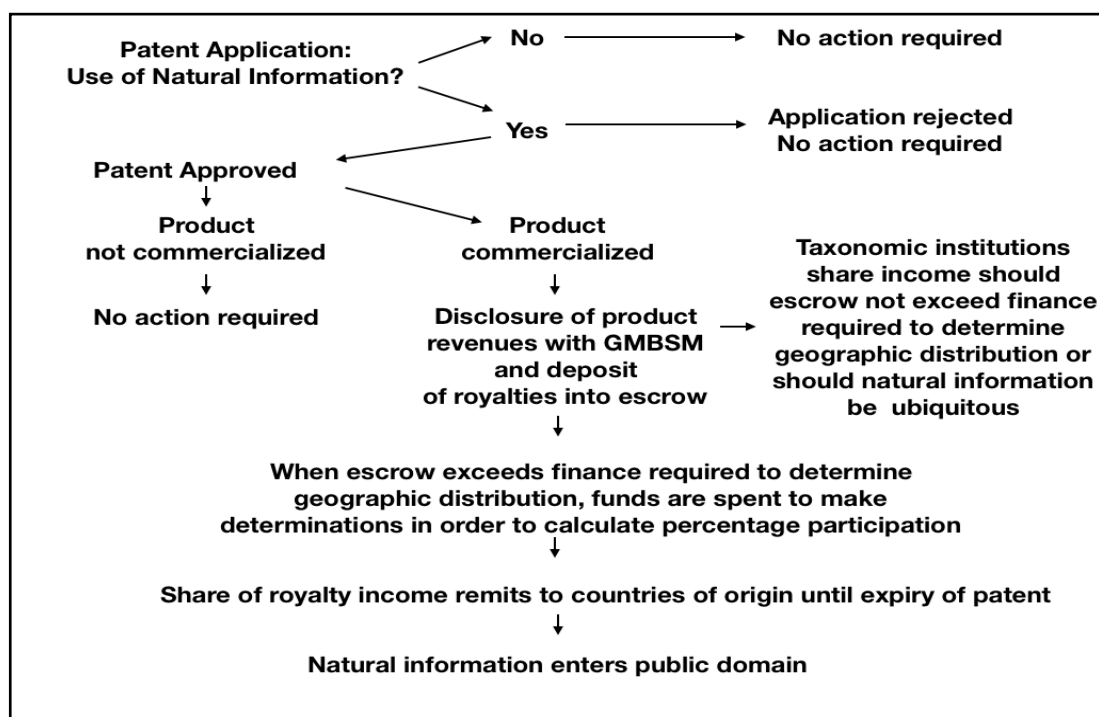 Patent Application:
Use of Natural Information?
No
No action required
Yes
Application rejected
No action required
Patent Approved
Product
not commercialized
No action required
Product
commercialized
Disclosure of product
revenues with GMBSM
and deposit
of royalties into escrow
Taxonomic institutions
share income should
escrow not exceed finance
required to determine
geographic distribution or
should natural information
be ubiquitous
When escrow exceeds finance required to determine
geographic distribution, funds are spent to make
determinations in order to calculate percentage participation
Share of royalty income remits to countries of origin until expiry of patent
Natural information enters public domain